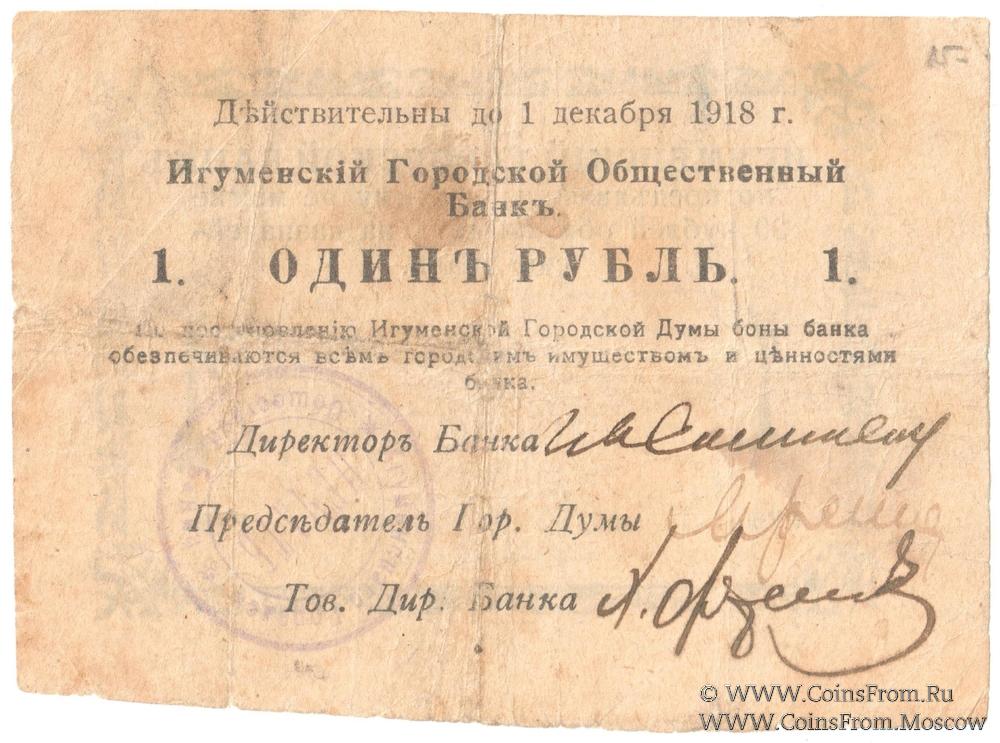 Дѣйствительны до 1 декабря 1918 г.
Игуменскій Городской Общественный
Банкъ.
1. ОДИНЪ РУБЛЬ. 1.
По постановленію Игуменской Городской Думы боны банка
обезпечиваются всѣмъ городскимъ имуществомъ и цѣнностями
банка.
Директоръ Банка
Предсѣдатель Гор. Думы
Тов. Дир. Банка
© WWW.CoinsFrom.Ru
WWW.CoinsFrom.Moscow